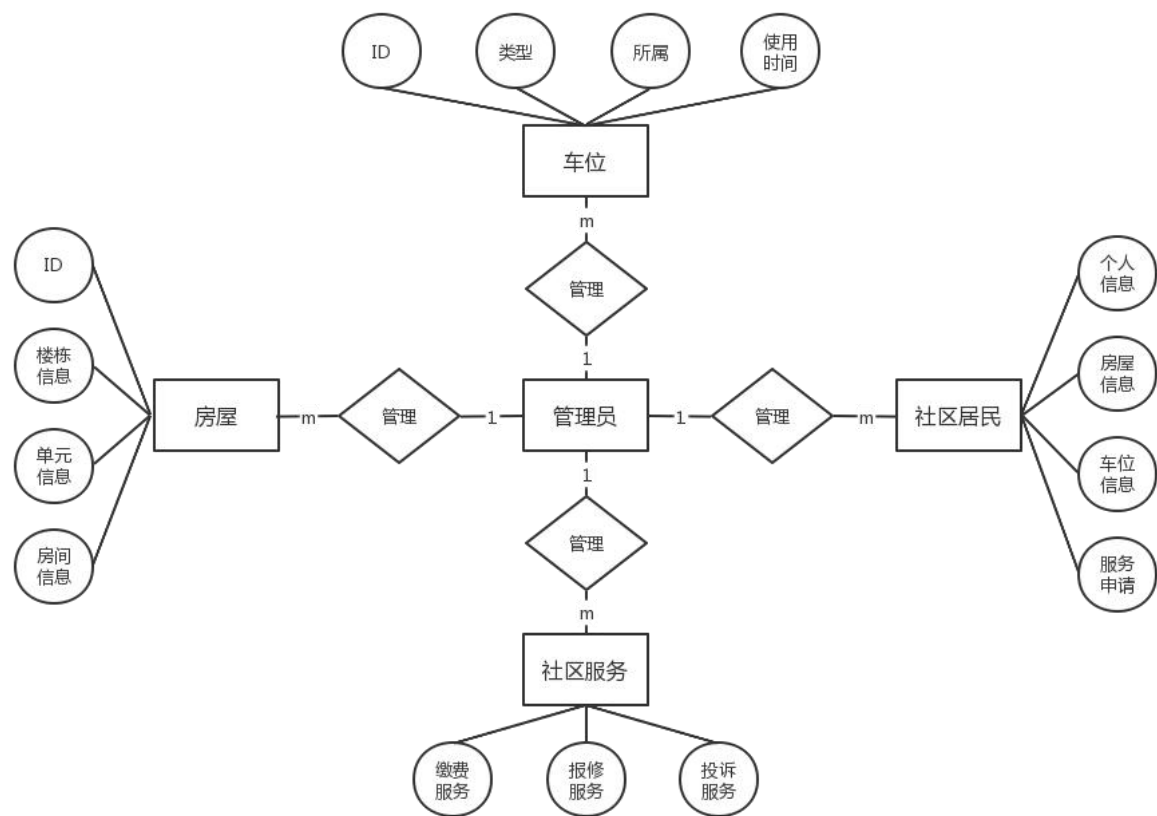 ID
类型
所属
使用
时间
车位
m
管理
1
ID
楼栋
信息
单元
信息
房间
信息
房屋
m
管理
1
管理员
1
管理
m
社区居民
个人
信息
房屋
信息
车位
信息
服务
申请
1
管理
m
社区服务
缴费
服务
报修
服务
投诉
服务